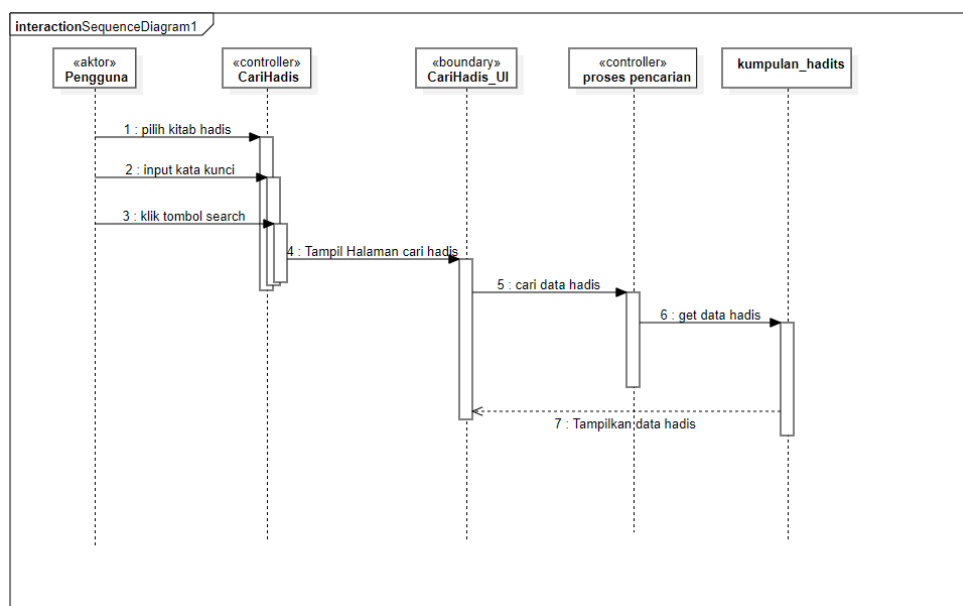 interactionSequenceDiagram1
«aktor»
Pengguna
«controller»
CariHadis
«boundary»
CariHadis_UI
«controller»
proses pencarian
kumpulan_hadits
1 : pilih kitab hadis
2 : input kata kunci
3 : klik tombol search
4 : Tampil Halaman cari hadis
5 : cari data hadis
6 : get data hadis
7 : Tampilkan data hadis